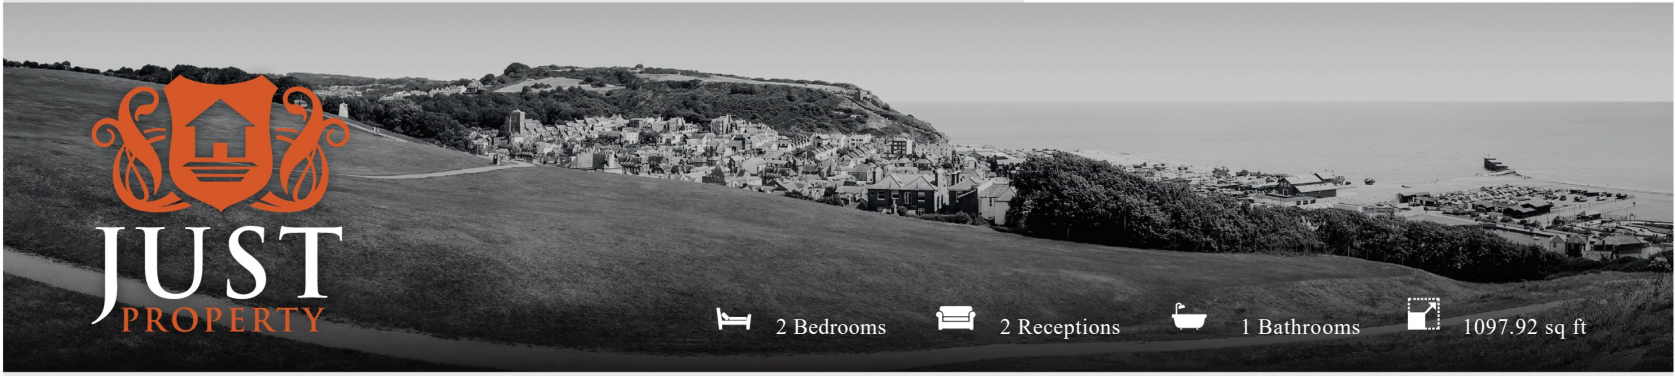 JUST
PROPERTY
2 Bedrooms
2 Receptions
1 Bathrooms
1097.92 sq ft